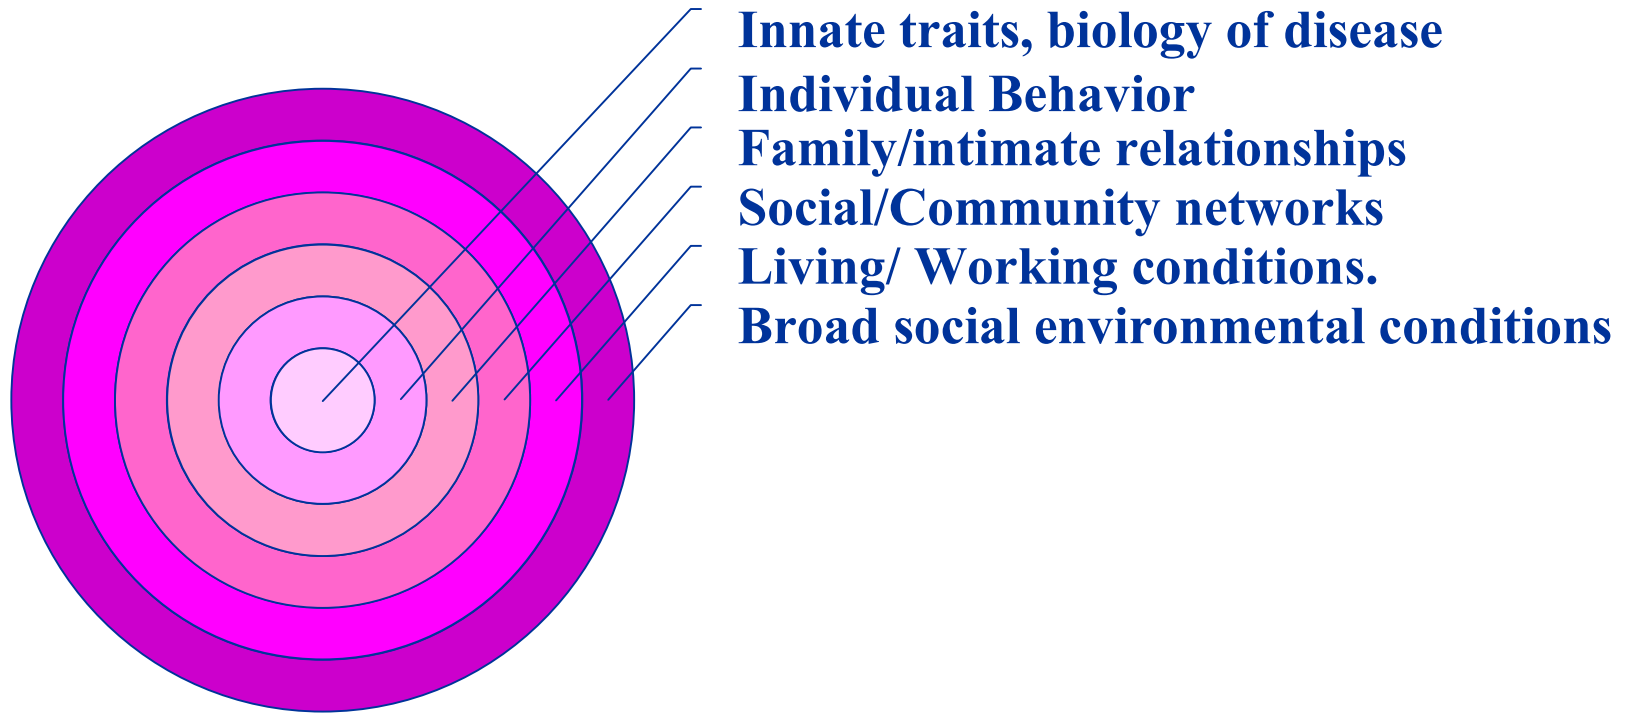 Innate traits, biology of disease
Individual Behavior
Family/intimate relationships
Social/Community networks
Living/ Working conditions.
Broad social environmental conditions